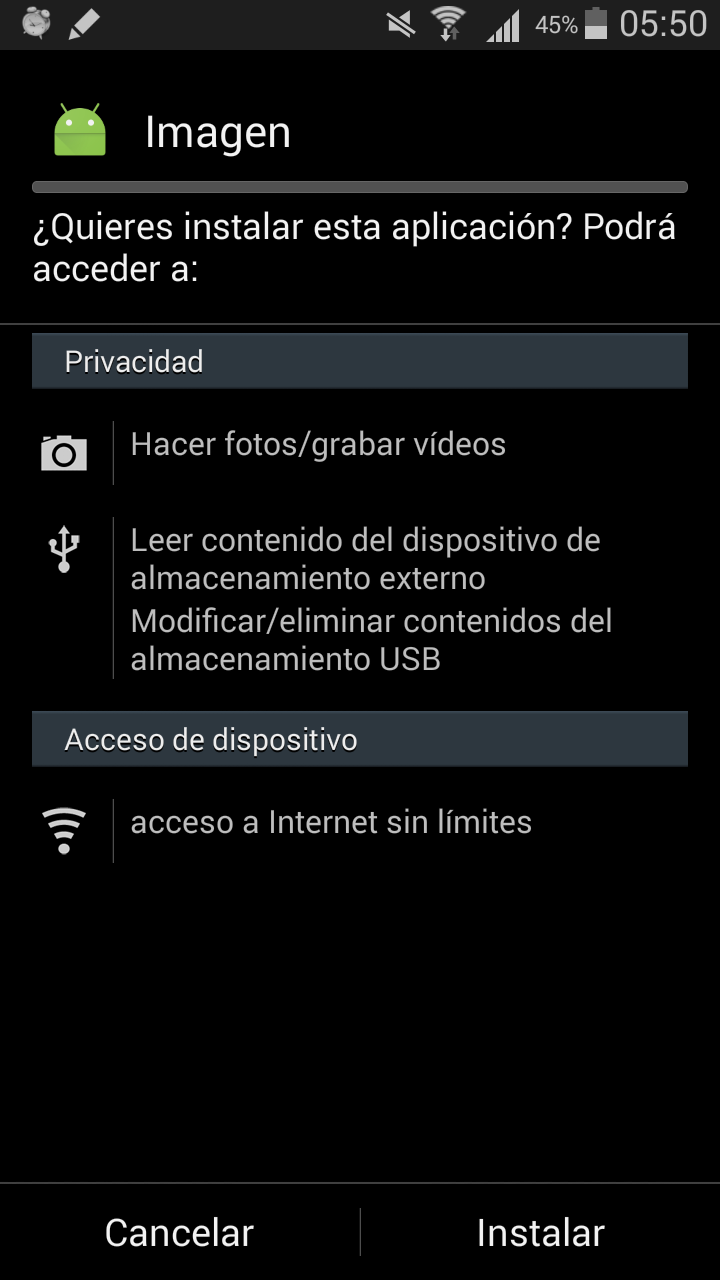 45% 05:50
Imagen
¿Quieres instalar esta aplicación? Podrá
acceder a:
Privacidad
Hacer fotos/grabar vídeos
Leer contenido del dispositivo de
almacenamiento externo
Modificar/eliminar contenidos del
almacenamiento USB
Acceso de dispositivo
acceso a Internet sin límites
Cancelar Instalar